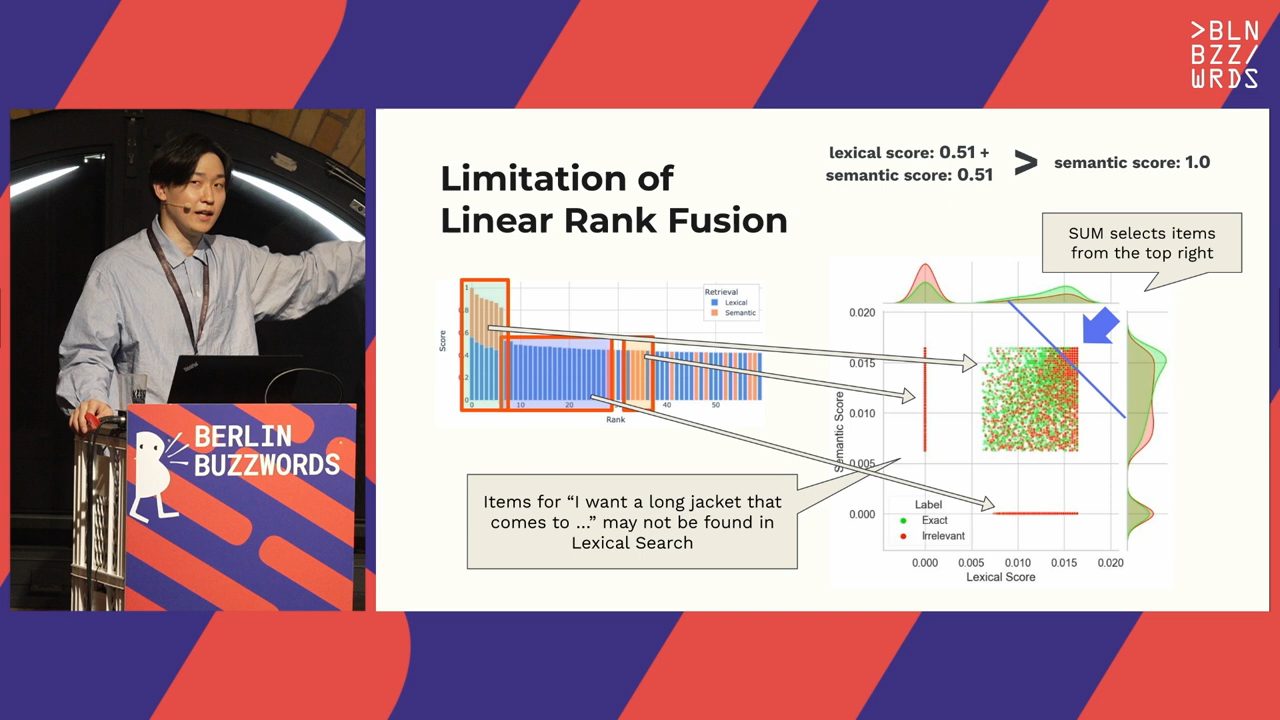 >BLN
BZZ/
WRDS
Limitation of
Linear Rank Fusion
lexical score: 0.51 +
semantic score: 0.51
>
semantic score: 1.0
SUM selects items
from the top right
Retrieval
Lexical
Semantic
Score
1
0
10
20
40
50
Rank
0.020
0.015
0.010
0.005
0.000
Semantic Score
Label
Exact
Irrelevant
0.000 0.005 0.010 0.015 0.020
Lexical Score
Items for “I want a long jacket that
comes to ...” may not be found in
Lexical Search
BERLIN
BUZZWORDS